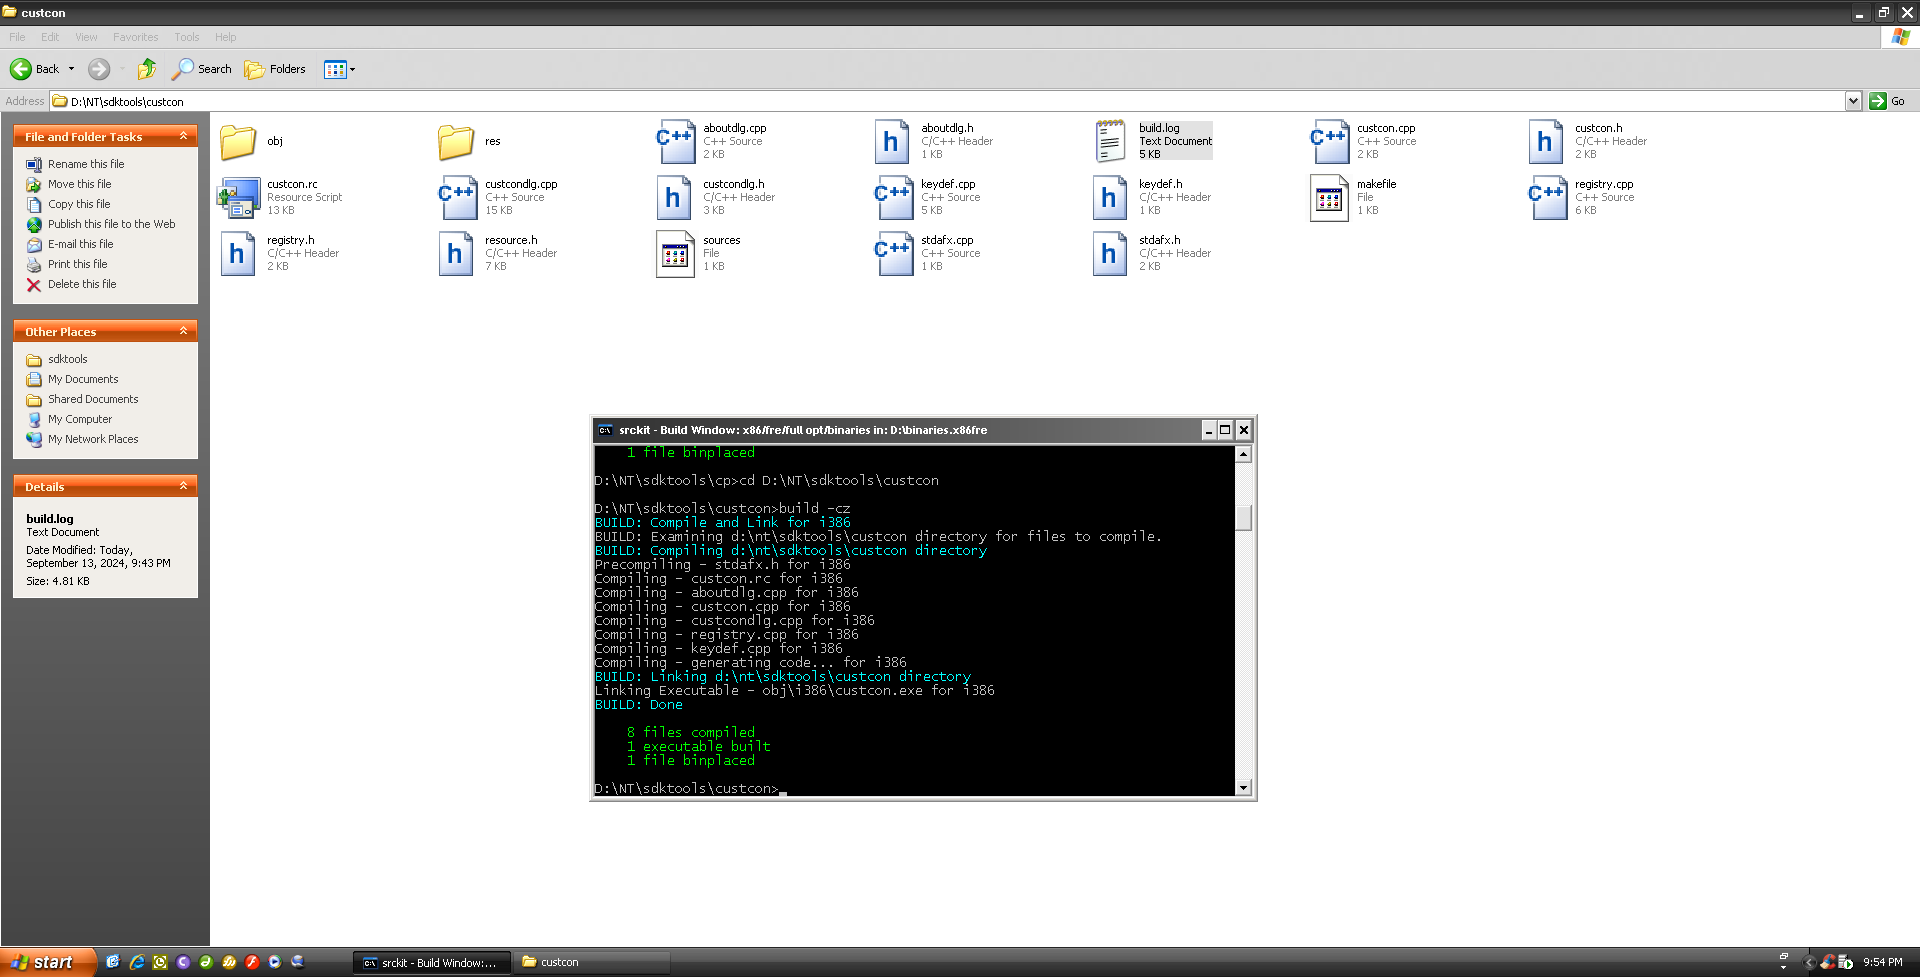 custcon
File Edit View Favorites Tools Help
Back Search Folders
Address D:\NT\sdktools\custcon Go
File and Folder Tasks
Rename this file
Move this file
Copy this file
Publish this file to the Web
E-mail this file
Print this file
Delete this file
Other Places
sdktools
My Documents
Shared Documents
My Computer
My Network Places
Details
build.log
Text Document
Date Modified: Today,
September 13, 2024, 9:43 PM
Size: 4.81 KB
obj
res
aboutdlg.cpp
C++ Source
2 KB
aboutdlg.h
C/C++ Header
1 KB
build.log
Text Document
5 KB
custcon.cpp
C++ Source
2 KB
custcon.h
C/C++ Header
2 KB
custcon.rc
Resource Script
13 KB
custcondlg.cpp
C++ Source
15 KB
custcondlg.h
C/C++ Header
3 KB
keydef.cpp
C++ Source
5 KB
keydef.h
C/C++ Header
1 KB
makefile
File
1 KB
registry.cpp
C++ Source
6 KB
registry.h
C/C++ Header
2 KB
resource.h
C/C++ Header
7 KB
sources
File
1 KB
stdafx.cpp
C++ Source
1 KB
stdafx.h
C/C++ Header
2 KB
srckit - Build Window: x86/fre/full opt/binaries in: D:\binaries.x86fre
1 file binplaced
D:\NT\sdktools\cp>cd D:\NT\sdktools\custcon
D:\NT\sdktools\custcon>build -cz
BUILD: Compile and Link for i386
BUILD: Examining d:\nt\sdktools\custcon directory for files to compile.
BUILD: Compiling d:\nt\sdktools\custcon directory
Precompiling - stdafx.h for i386
Compiling - custcon.rc for i386
Compiling - aboutdlg.cpp for i386
Compiling - custcon.cpp for i386
Compiling - custcondlg.cpp for i386
Compiling - registry.cpp for i386
Compiling - keydef.cpp for i386
Compiling - generating code... for i386
BUILD: Linking d:\nt\sdktools\custcon directory
Linking Executable - obj\i386\custcon.exe for i386
BUILD: Done
8 files compiled
1 executable built
1 file binplaced
D:\NT\sdktools\custcon>_
start srckit - Build Window:... custcon 9:54 PM